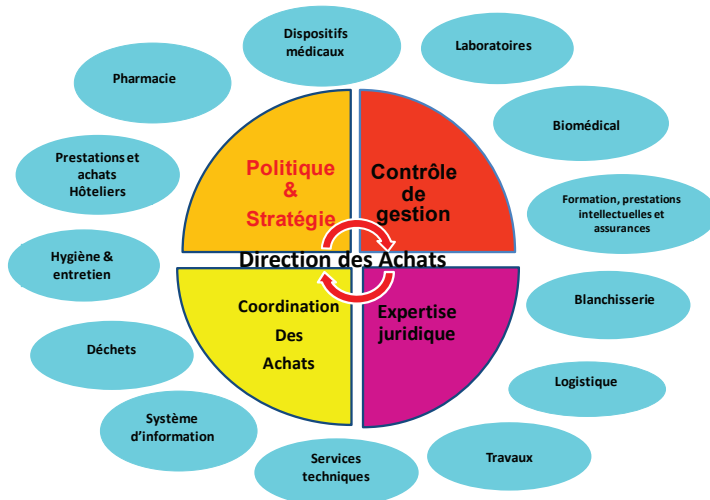 Dispositifs
médicaux
Laboratoires
Pharmacie
Biomédical
Prestations et
achats
Hôteliers
Politique
&
Stratégie
Contrôle
de
gestion
Formation, prestations
intellectuelles et
assurances
Hygiène &
entretien
Direction des Achats
Blanchisserie
Coordination
Des
Achats
Expertise
juridique
Déchets
Logistique
Système
d'information
Services
techniques
Travaux